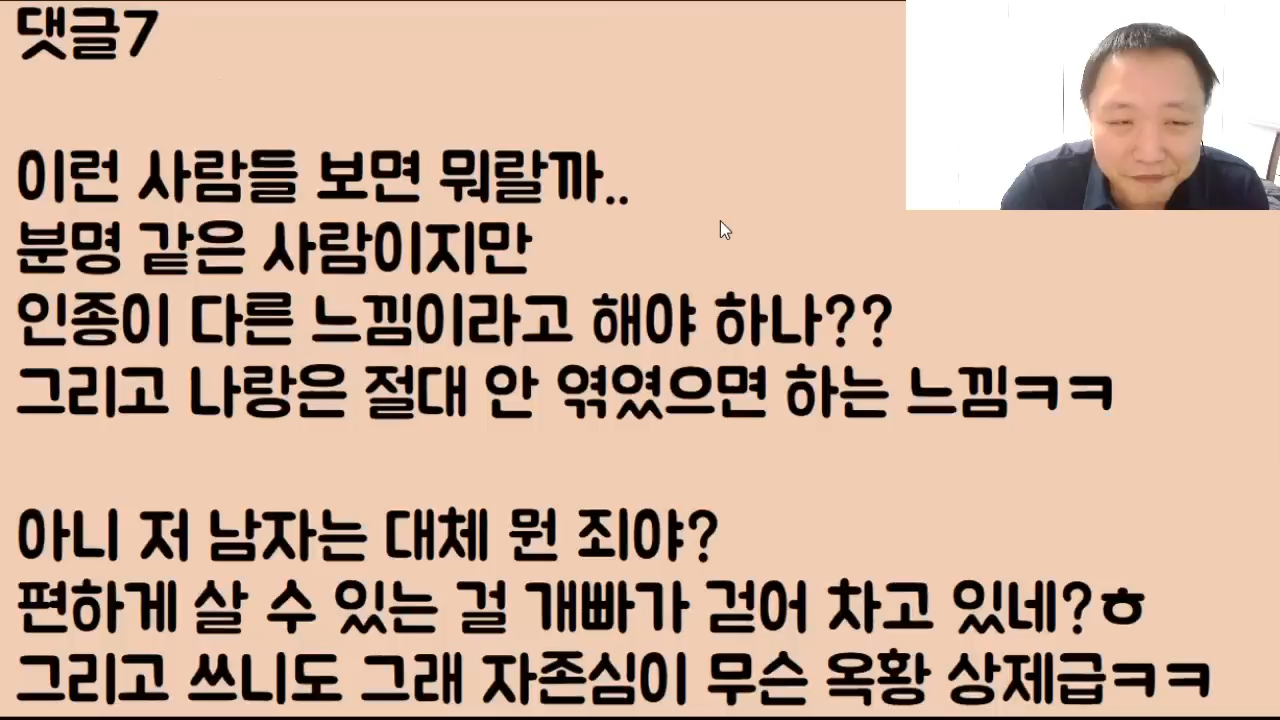 댓글7
이런 사람들 보면 뭐랄까..
분명 같은 사람이지만
인종이 다른 느낌이라고 해야 하나??
그리고 나랑은 절대 안 엮였으면 하는 느낌ㅋㅋ
아니 저 남자는 대체 뭔 죄야?
편하게 살 수 있는 걸 개빠가 걷어 차고 있네?ㅎ
그리고 쓰니도 그래 자존심이 무슨 옥황 상제급ㅋㅋ